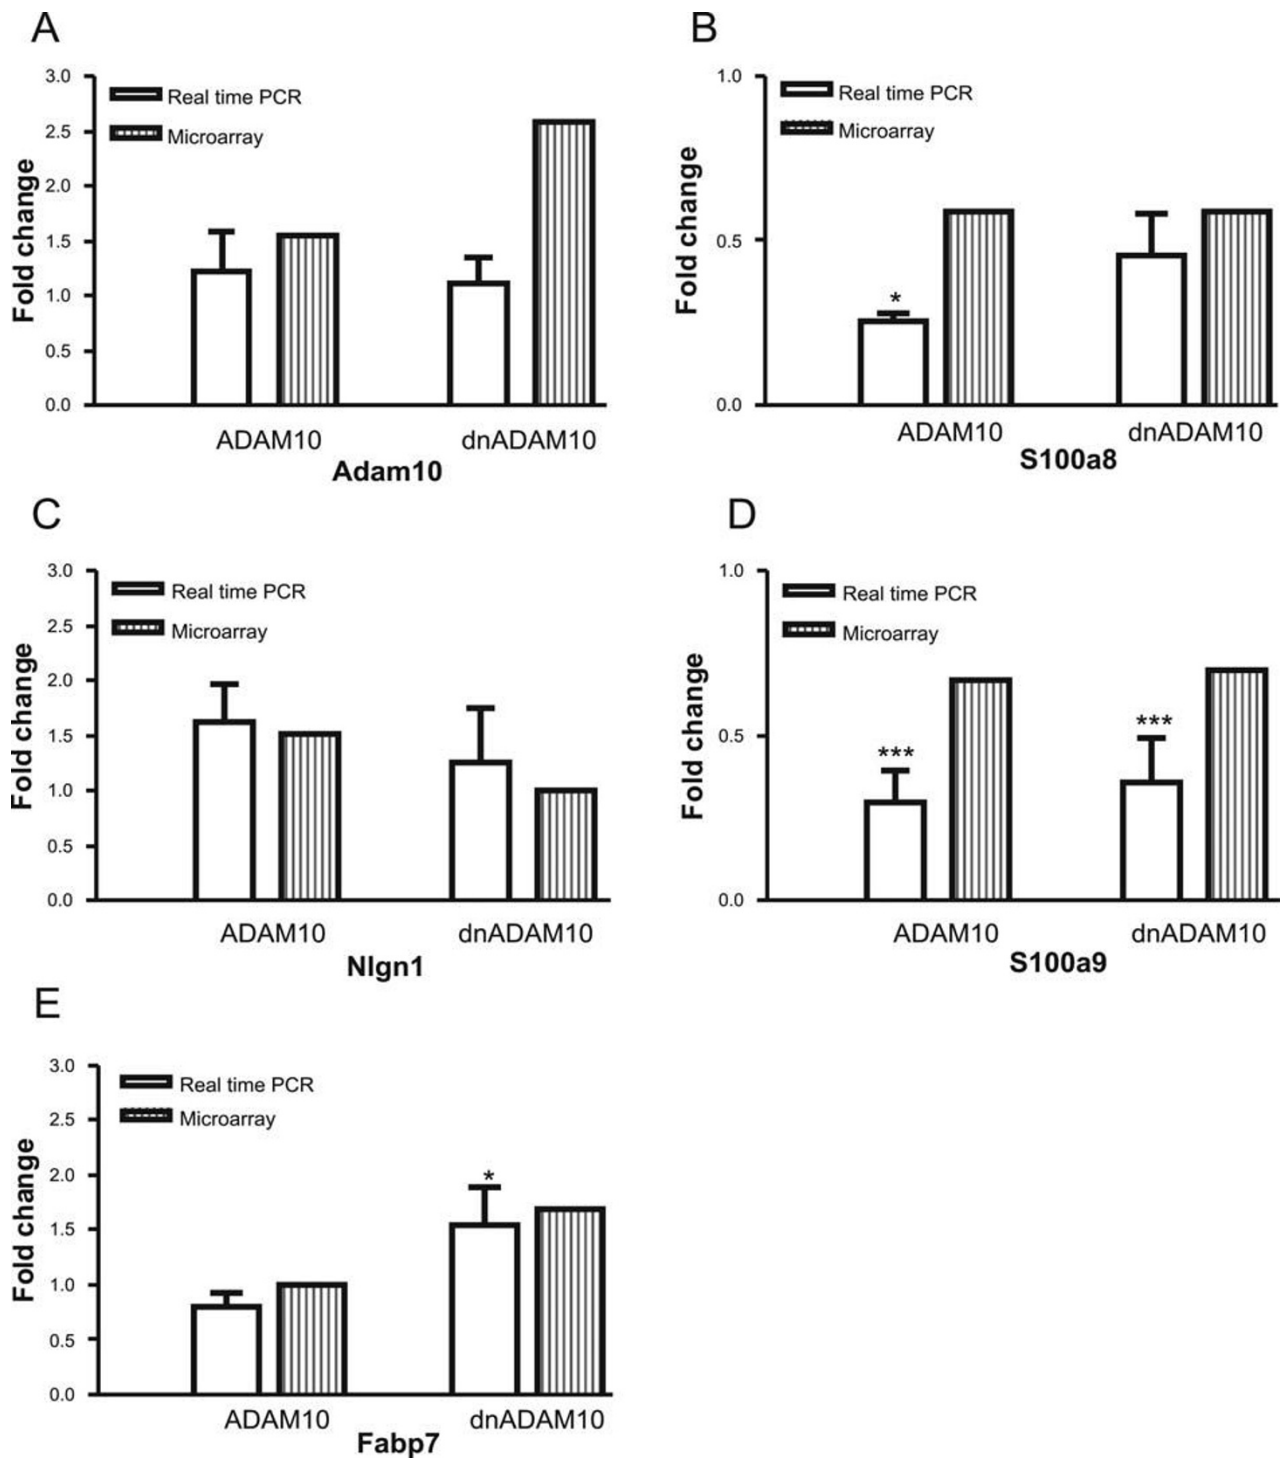 A
3.0
2.5
2.0
1.5
1.0
0.5
0.0
Fold change
Real time PCR
Microarray
ADAM10 dnADAM10
Adam10
B
1.0
0.5
0.0
Fold change
Real time PCR
Microarray
*
ADAM10 dnADAM10
S100a8
C
3.0
2.5
2.0
1.5
1.0
0.5
0.0
Fold change
Real time PCR
Microarray
ADAM10 dnADAM10
Nlgn1
D
1.0
0.5
0.0
Fold change
Real time PCR
Microarray
***
***
ADAM10 dnADAM10
S100a9
E
3.0
2.5
2.0
1.5
1.0
0.5
0.0
Fold change
Real time PCR
Microarray
*
ADAM10 dnADAM10
Fabp7